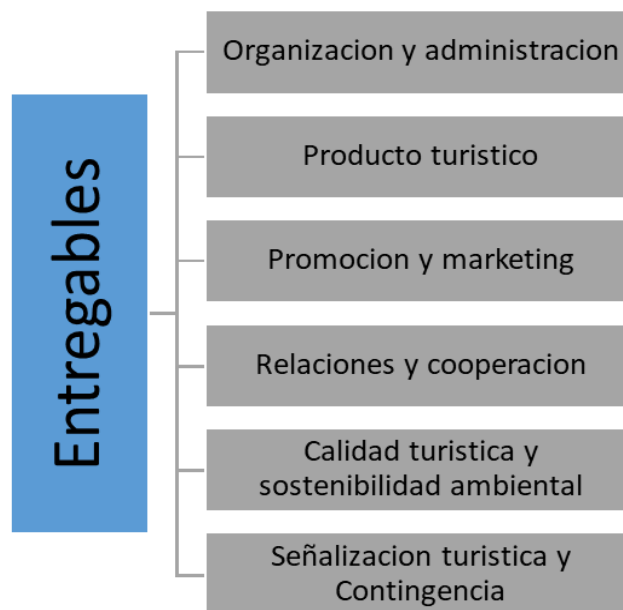 Entregables
Organizacion y administracion
Producto turistico
Promocion y marketing
Relaciones y cooperacion
Calidad turistica y
sostenibilidad ambiental
Señalizacion turistica y
Contingencia